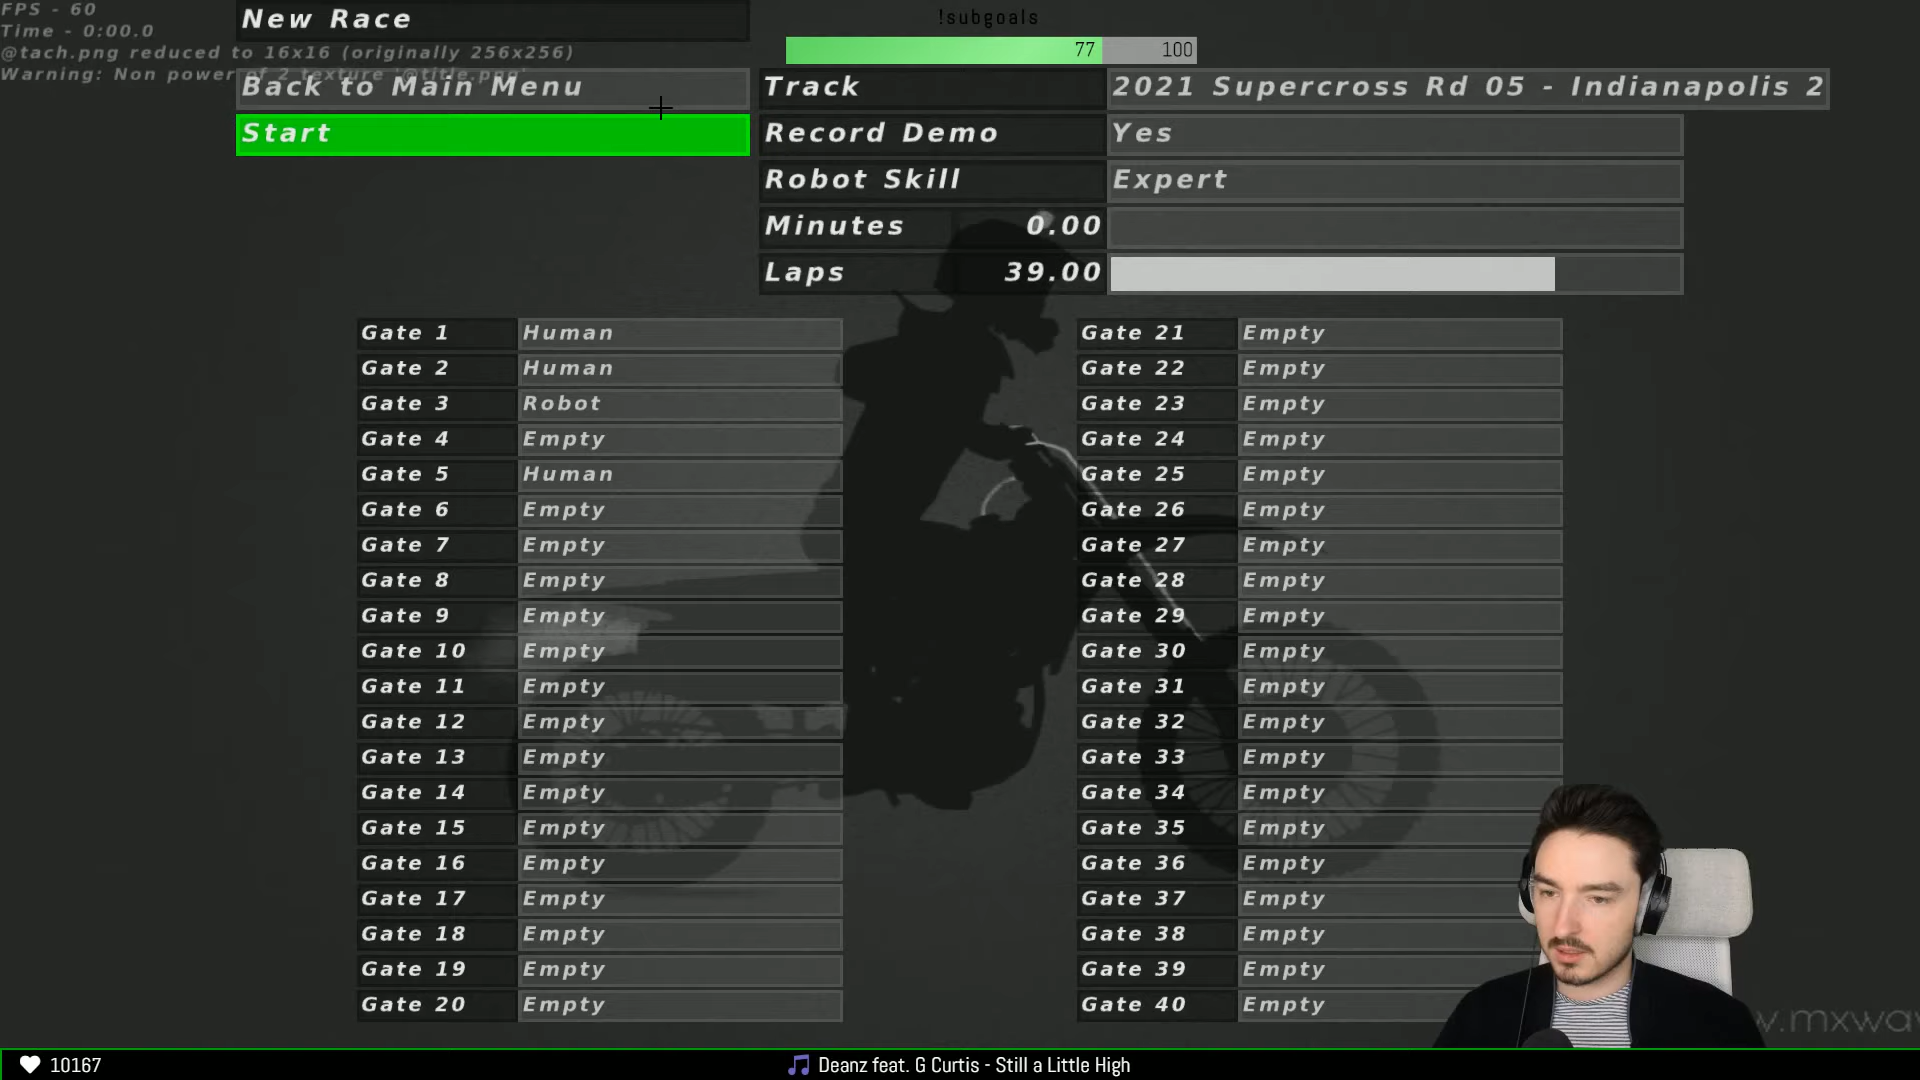 FPS - 60
Time - 0:00.0
@tach.png reduced to 16x16 (originally 256x256)
Warning: Non power of 2 texture '@title.png'
New Race
!subgoals
77 100
Back to Main Menu
Start
Track 2021 Supercross Rd 05 - Indianapolis 2
Record Demo Yes
Robot Skill Expert
Minutes 0.00
Laps 39.00
Gate 1 Human
Gate 2 Human
Gate 3 Robot
Gate 4 Empty
Gate 5 Human
Gate 6 Empty
Gate 7 Empty
Gate 8 Empty
Gate 9 Empty
Gate 10 Empty
Gate 11 Empty
Gate 12 Empty
Gate 13 Empty
Gate 14 Empty
Gate 15 Empty
Gate 16 Empty
Gate 17 Empty
Gate 18 Empty
Gate 19 Empty
Gate 20 Empty
Gate 21 Empty
Gate 22 Empty
Gate 23 Empty
Gate 24 Empty
Gate 25 Empty
Gate 26 Empty
Gate 27 Empty
Gate 28 Empty
Gate 29 Empty
Gate 30 Empty
Gate 31 Empty
Gate 32 Empty
Gate 33 Empty
Gate 34 Empty
Gate 35 Empty
Gate 36 Empty
Gate 37 Empty
Gate 38 Empty
Gate 39 Empty
Gate 40 Empty
10167
Deanz feat. G Curtis - Still a Little High